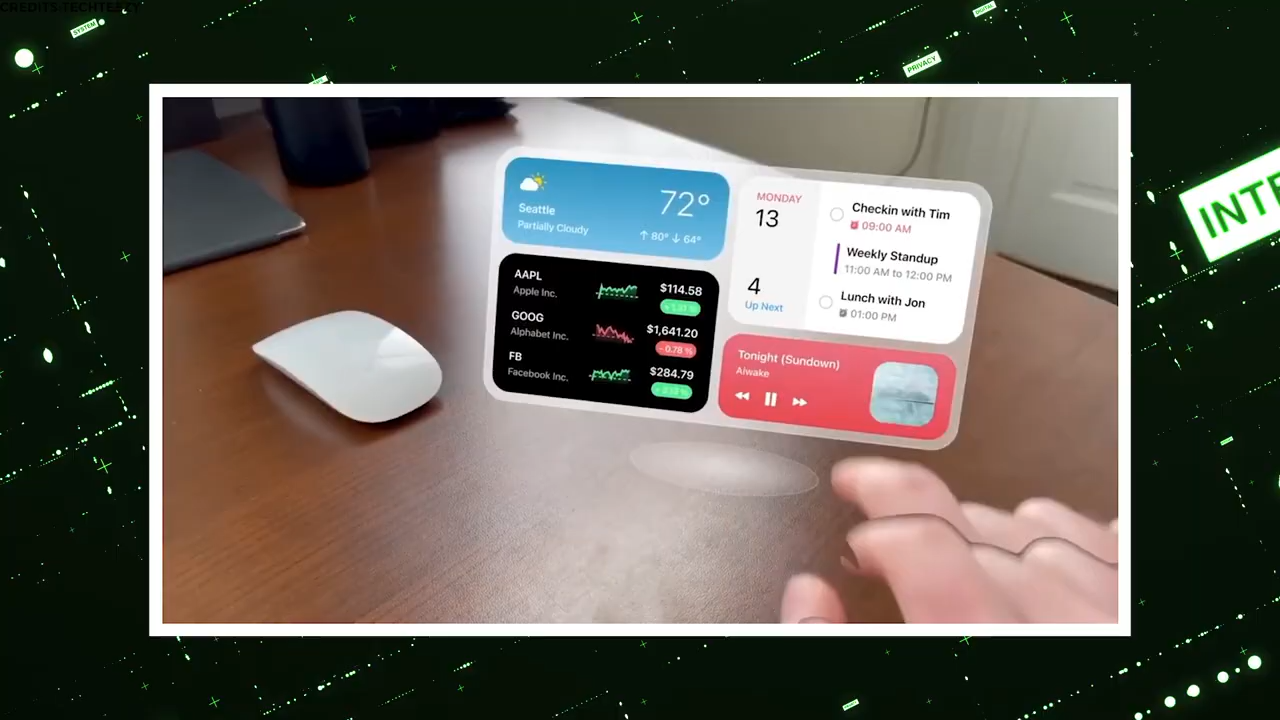 CREDITS-TECHTEEZY
SYSTEM
DIGITAL
PRIVACY
INTE
Seattle
Partially Cloudy
72°
↑ 80° ↓ 64°
AAPL
Apple Inc.
$114.58
GOOG
Alphabet Inc.
$1,641.20
- 0.78 %
FB
Facebook Inc.
$284.79
MONDAY
13
4
Up Next
Checkin with Tim
09:00 AM
Weekly Standup
11:00 AM to 12:00 PM
Lunch with Jon
01:00 PM
Tonight (Sundown)
Aiwake